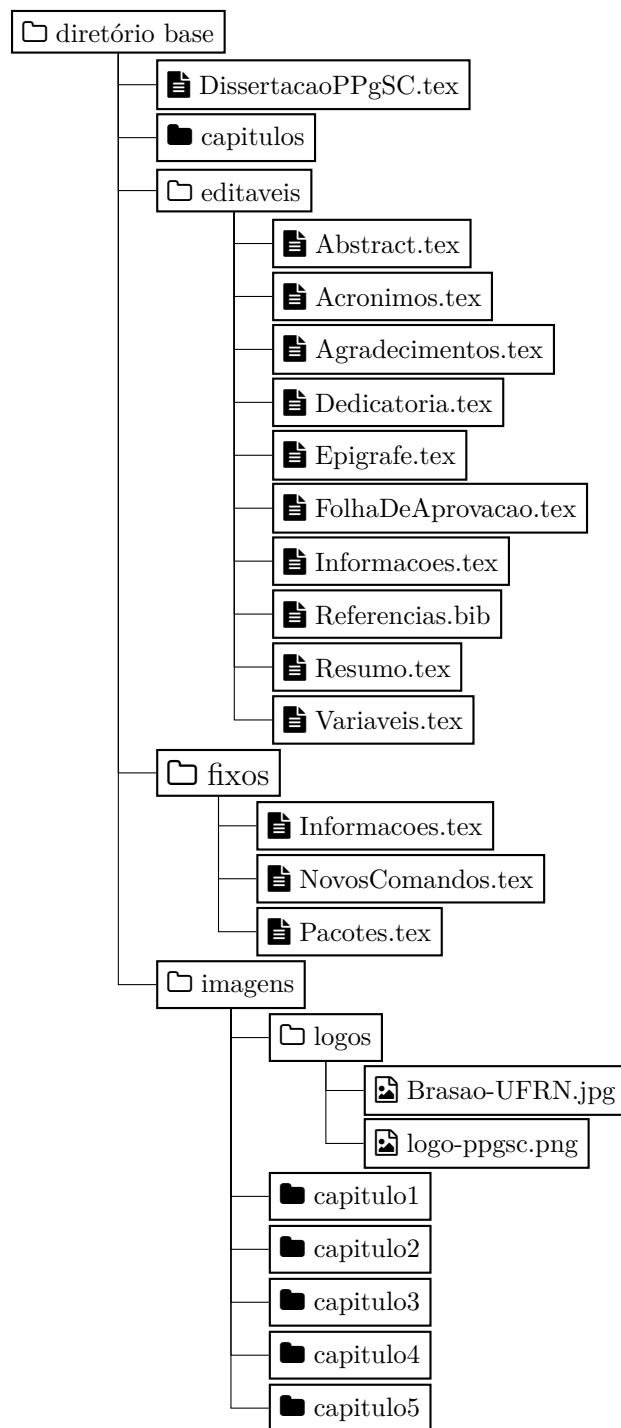 diretório base
DissertacaoPPgSC.tex
capitulos
editaveis
Abstract.tex
Acronimos.tex
Agradecimentos.tex
Dedicatoria.tex
Epigrafe.tex
FolhaDeAprovacao.tex
Informacoes.tex
Referencias.bib
Resumo.tex
Variaveis.tex
fixos
Informacoes.tex
NovosComandos.tex
Pacotes.tex
imagens
logos
Brasao-UFRN.jpg
logo-ppgsc.png
capitulo1
capitulo2
capitulo3
capitulo4
capitulo5